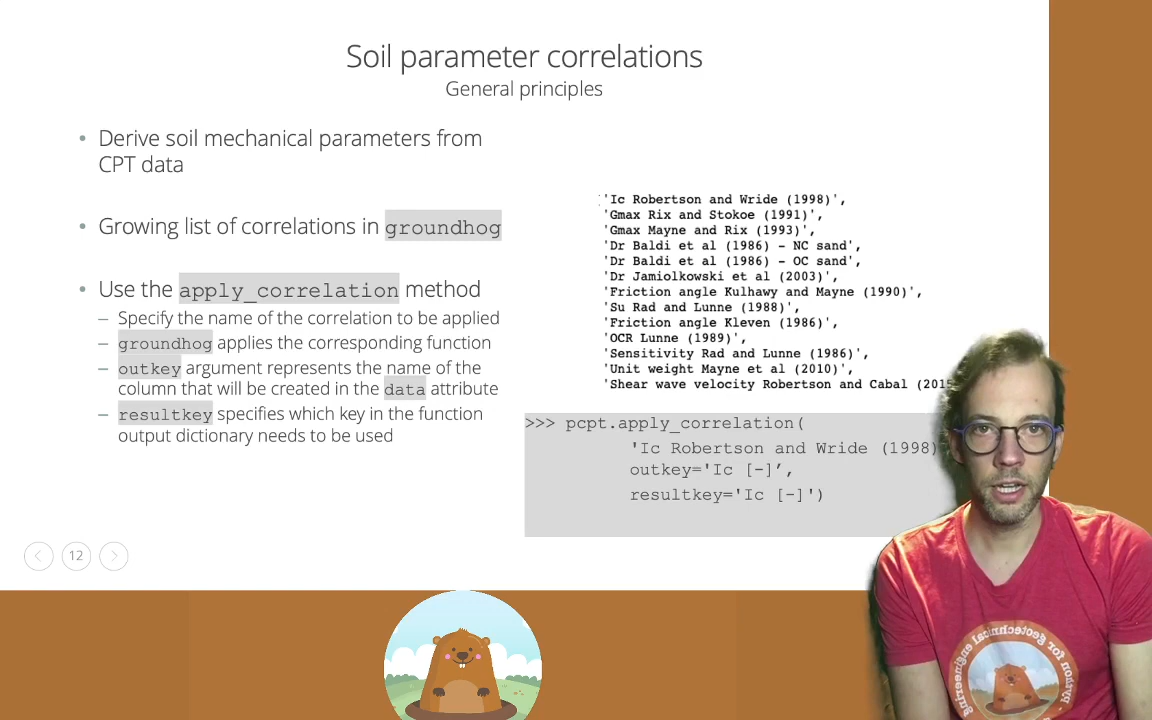 Soil parameter correlations
General principles
• Derive soil mechanical parameters from
CPT data
• Growing list of correlations in groundhog
• Use the apply_correlation method
– Specify the name of the correlation to be applied
– groundhog applies the corresponding function
– outkey argument represents the name of the
column that will be created in the data attribute
– resultkey specifies which key in the function
output dictionary needs to be used
'Ic Robertson and Wride (1998)',
'Gmax Rix and Stokoe (1991)',
'Gmax Mayne and Rix (1993)',
'Dr Baldi et al (1986) - NC sand',
'Dr Baldi et al (1986) - OC sand',
'Dr Jamiolkowski et al (2003)',
'Friction angle Kulhawy and Mayne (1990)',
'Su Rad and Lunne (1988)',
'Friction angle Kleven (1986)',
'OCR Lunne (1989)',
'Sensitivity Rad and Lunne (1986)',
'Unit weight Mayne et al (2010)',
'Shear wave velocity Robertson and Cabal (2015
>>> pcpt.apply_correlation(
'Ic Robertson and Wride (1998)
outkey='Ic [-]’,
resultkey='Ic [-]')
12
python for geotechnical engineering